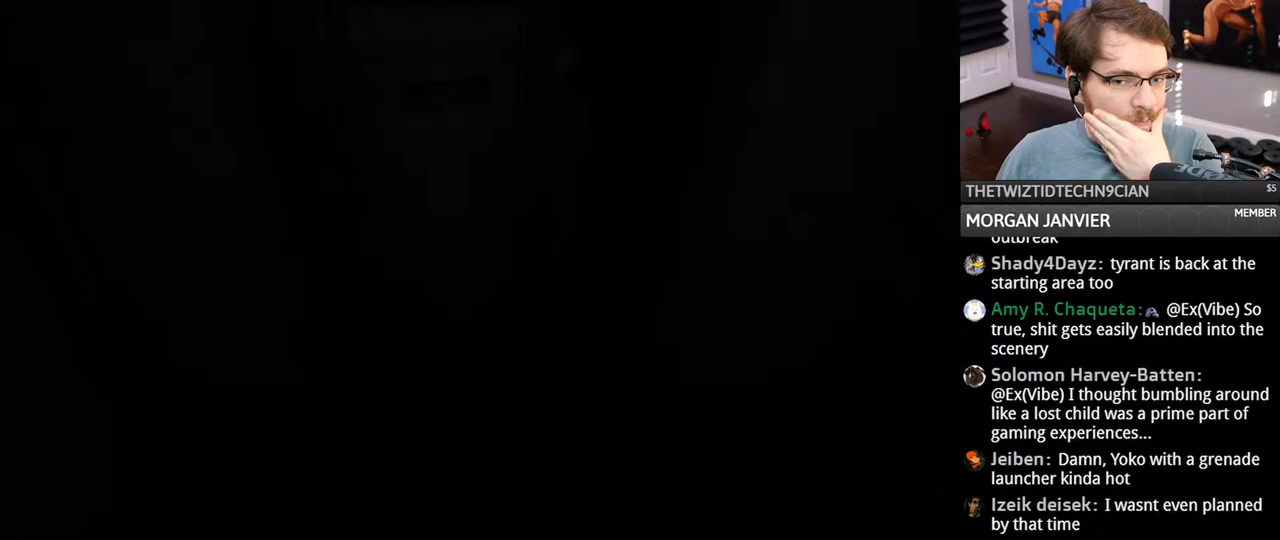 THETWIZTIDTECHN9CIAN
$5
MORGAN JANVIER
MEMBER
outbreak
Shady4Dayz: tyrant is back at the
starting area too
Amy R. Chaqueta: @Ex(Vibe) So
true, shit gets easily blended into the
scenery
Solomon Harvey-Batten:
@Ex(Vibe) I thought bumbling around
like a lost child was a prime part of
gaming experiences...
Jeiben: Damn, Yoko with a grenade
launcher kinda hot
Izeik deisek: I wasnt even planned
by that time